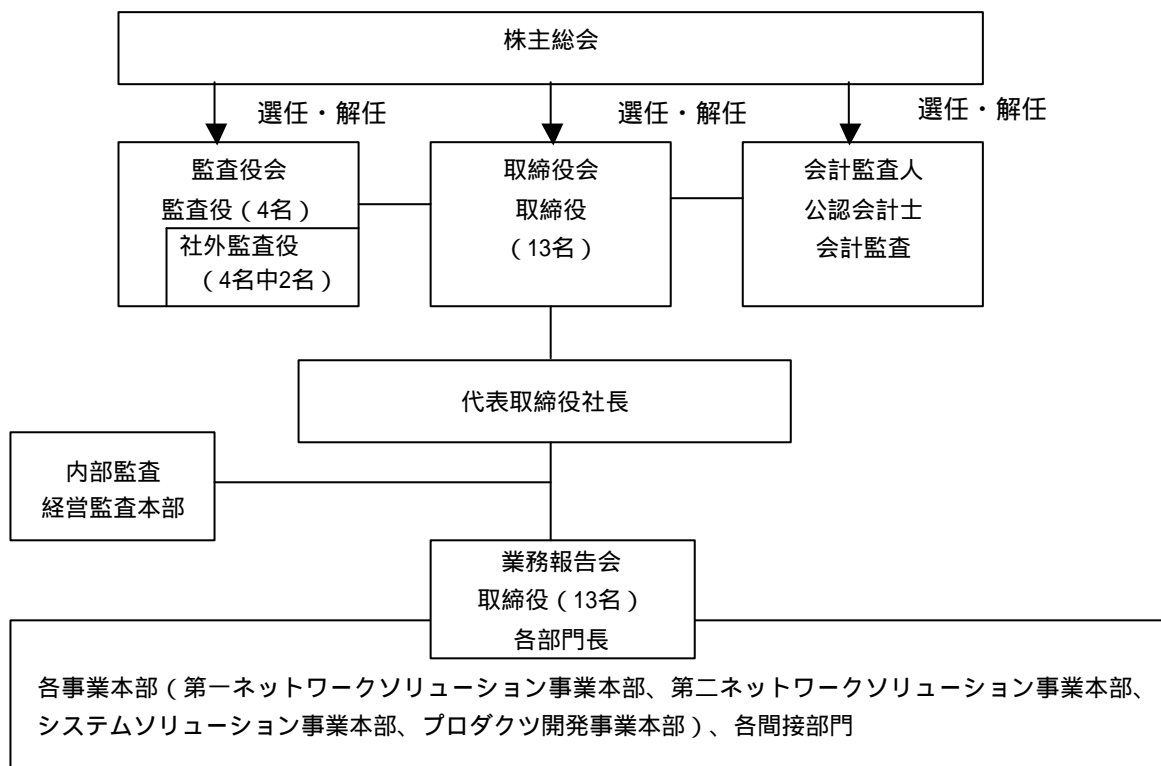 株主総会
選任・解任
選任・解任
選任・解任
監査役会
監査役（4名）
社外監査役
（4名中2名）
取締役会
取締役
（13名）
会計監査人
公認会計士
会計監査
代表取締役社長
内部監査
経営監査本部
業務報告会
取締役（13名）
各部門長
各事業本部（第一ネットワークソリューション事業本部、第二ネットワークソリューション事業本部、
システムソリューション事業本部、プロダクツ開発事業本部）、各間接部門